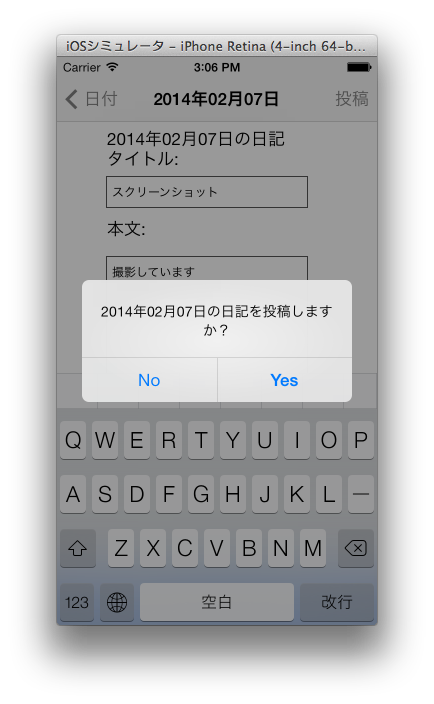 iOSシミュレータ - iPhone Retina (4-inch 64-b...
Carrier 3:06 PM
日付 2014年02月07日 投稿
2014年02月07日の日記
タイトル:
スクリーンショット
本文:
撮影しています
2014年02月07日の日記を投稿します
か？
No Yes
Q W E R T Y U I O P
A S D F G H J K L ー
Z X C V B N M
123 空白 改行